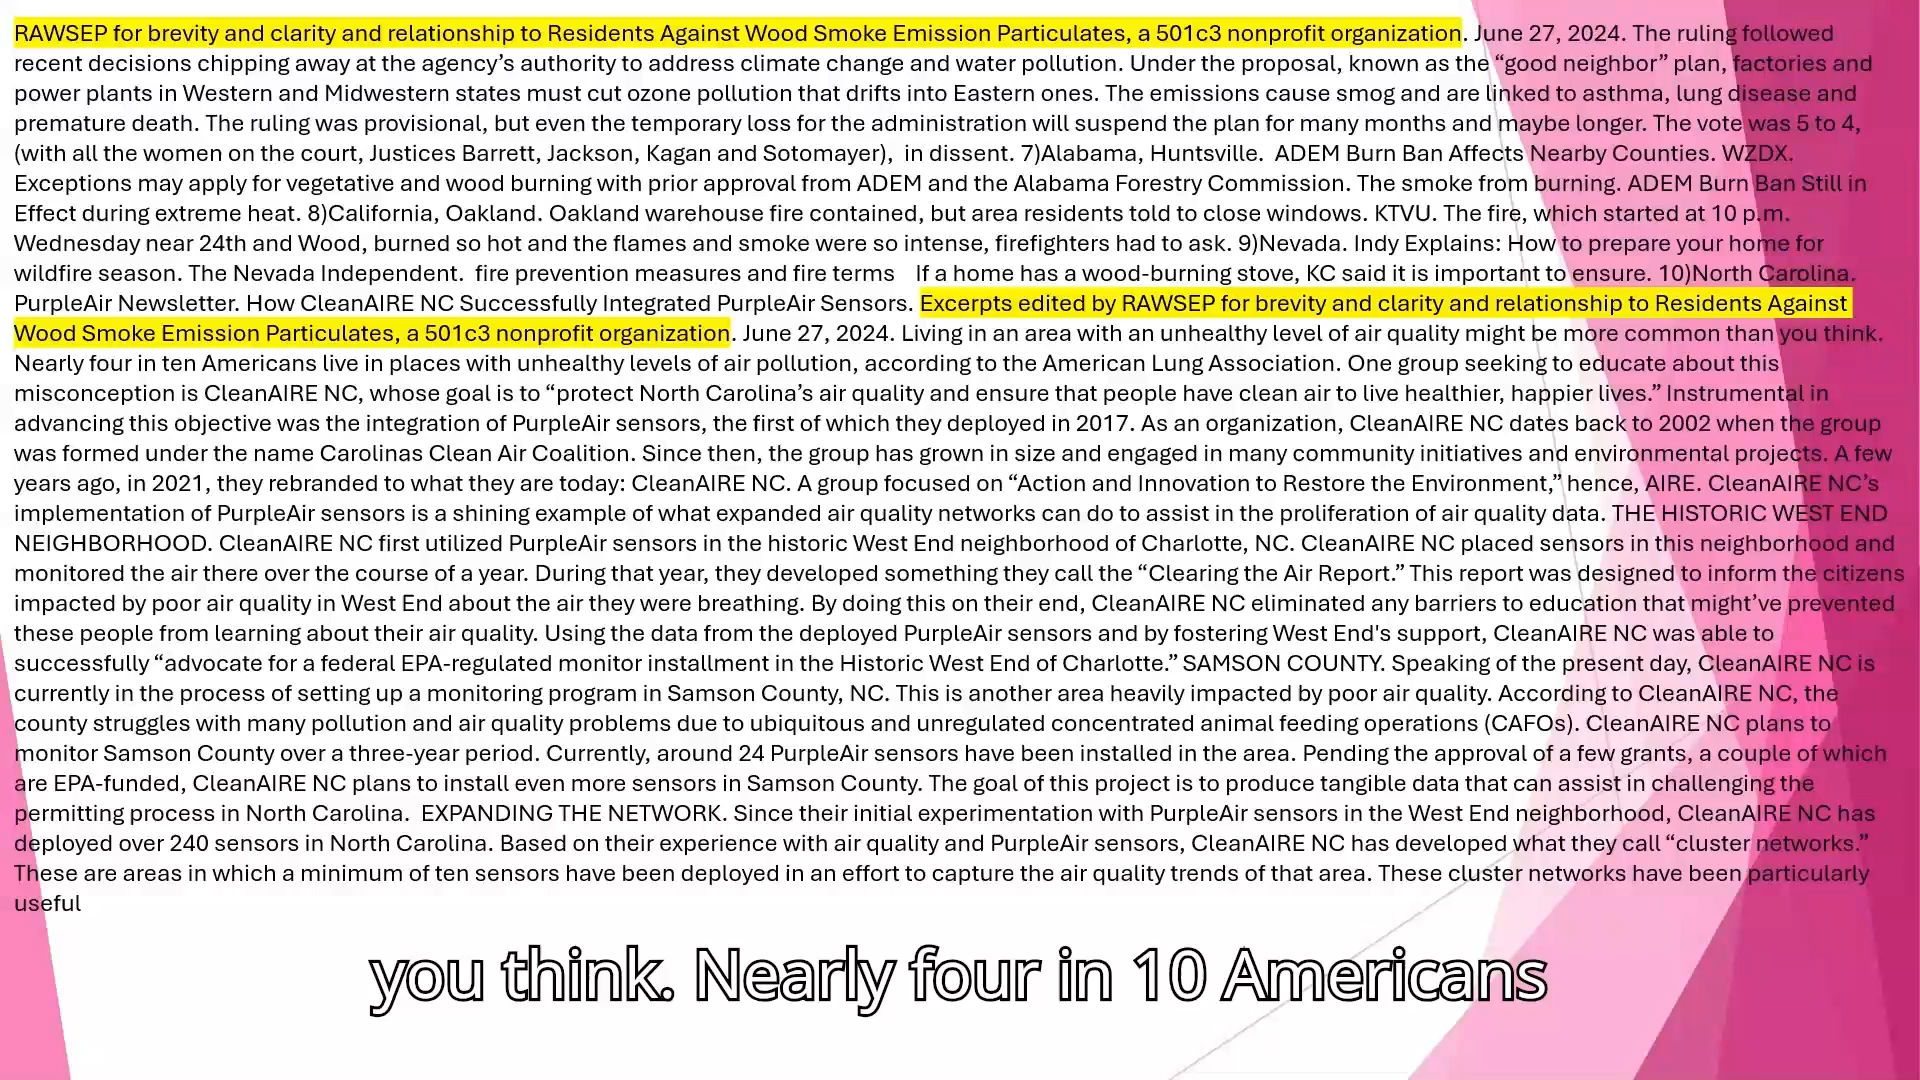 RAWSEP for brevity and clarity and relationship to Residents Against Wood Smoke Emission Particulates, a 501c3 nonprofit organization. June 27, 2024. The ruling followed
recent decisions chipping away at the agency’s authority to address climate change and water pollution. Under the proposal, known as the “good neighbor” plan, factories and
power plants in Western and Midwestern states must cut ozone pollution that drifts into Eastern ones. The emissions cause smog and are linked to asthma, lung disease and
premature death. The ruling was provisional, but even the temporary loss for the administration will suspend the plan for many months and maybe longer. The vote was 5 to 4,
(with all the women on the court, Justices Barrett, Jackson, Kagan and Sotomayer),  in dissent. 7)Alabama, Huntsville.  ADEM Burn Ban Affects Nearby Counties. WZDX.
Exceptions may apply for vegetative and wood burning with prior approval from ADEM and the Alabama Forestry Commission. The smoke from burning. ADEM Burn Ban Still in
Effect during extreme heat. 8)California, Oakland. Oakland warehouse fire contained, but area residents told to close windows. KTVU. The fire, which started at 10 p.m.
Wednesday near 24th and Wood, burned so hot and the flames and smoke were so intense, firefighters had to ask. 9)Nevada. Indy Explains: How to prepare your home for
wildfire season. The Nevada Independent.  fire prevention measures and fire terms    If a home has a wood-burning stove, KC said it is important to ensure. 10)North Carolina.
PurpleAir Newsletter. How CleanAIRE NC Successfully Integrated PurpleAir Sensors. Excerpts edited by RAWSEP for brevity and clarity and relationship to Residents Against
Wood Smoke Emission Particulates, a 501c3 nonprofit organization. June 27, 2024. Living in an area with an unhealthy level of air quality might be more common than you think.
Nearly four in ten Americans live in places with unhealthy levels of air pollution, according to the American Lung Association. One group seeking to educate about this
misconception is CleanAIRE NC, whose goal is to “protect North Carolina’s air quality and ensure that people have clean air to live healthier, happier lives.” Instrumental in
advancing this objective was the integration of PurpleAir sensors, the first of which they deployed in 2017. As an organization, CleanAIRE NC dates back to 2002 when the group
was formed under the name Carolinas Clean Air Coalition. Since then, the group has grown in size and engaged in many community initiatives and environmental projects. A few
years ago, in 2021, they rebranded to what they are today: CleanAIRE NC. A group focused on “Action and Innovation to Restore the Environment,” hence, AIRE. CleanAIRE NC’s
implementation of PurpleAir sensors is a shining example of what expanded air quality networks can do to assist in the proliferation of air quality data. THE HISTORIC WEST END
NEIGHBORHOOD. CleanAIRE NC first utilized PurpleAir sensors in the historic West End neighborhood of Charlotte, NC. CleanAIRE NC placed sensors in this neighborhood and
monitored the air there over the course of a year. During that year, they developed something they call the “Clearing the Air Report.” This report was designed to inform the citizens
impacted by poor air quality in West End about the air they were breathing. By doing this on their end, CleanAIRE NC eliminated any barriers to education that might’ve prevented
these people from learning about their air quality. Using the data from the deployed PurpleAir sensors and by fostering West End's support, CleanAIRE NC was able to
successfully “advocate for a federal EPA-regulated monitor installment in the Historic West End of Charlotte.” SAMSON COUNTY. Speaking of the present day, CleanAIRE NC is
currently in the process of setting up a monitoring program in Samson County, NC. This is another area heavily impacted by poor air quality. According to CleanAIRE NC, the
county struggles with many pollution and air quality problems due to ubiquitous and unregulated concentrated animal feeding operations (CAFOs). CleanAIRE NC plans to
monitor Samson County over a three-year period. Currently, around 24 PurpleAir sensors have been installed in the area. Pending the approval of a few grants, a couple of which
are EPA-funded, CleanAIRE NC plans to install even more sensors in Samson County. The goal of this project is to produce tangible data that can assist in challenging the
permitting process in North Carolina.  EXPANDING THE NETWORK. Since their initial experimentation with PurpleAir sensors in the West End neighborhood, CleanAIRE NC has
deployed over 240 sensors in North Carolina. Based on their experience with air quality and PurpleAir sensors, CleanAIRE NC has developed what they call “cluster networks.”
These are areas in which a minimum of ten sensors have been deployed in an effort to capture the air quality trends of that area. These cluster networks have been particularly
useful
you think. Nearly four in 10 Americans